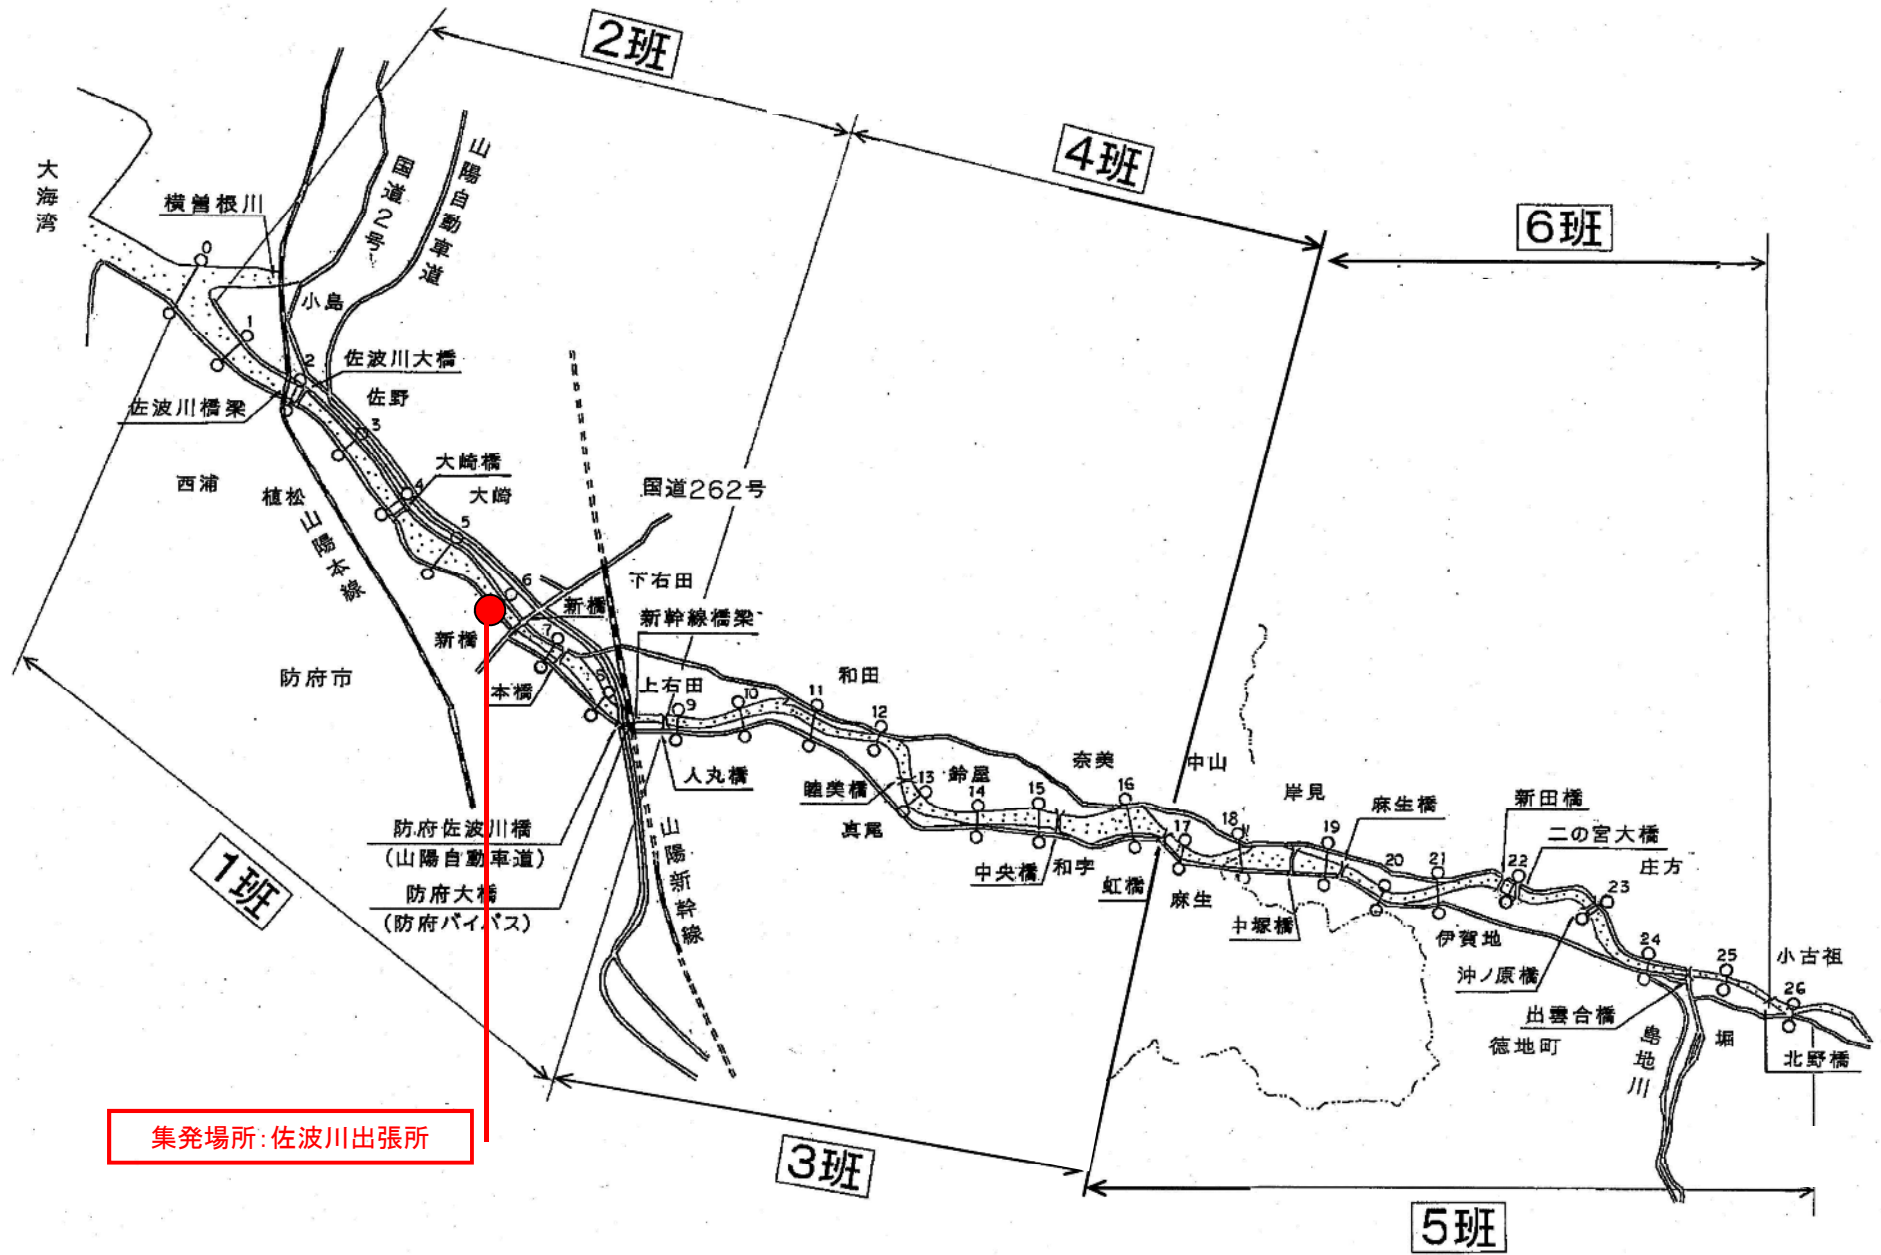 2班
4班
6班
大海湾
横曽根川
国道2号
山陽自動車道
0
小島
1
2
佐波川大橋
佐波川橋梁
佐野
3
大崎橋
4
大崎
西浦
植松
山陽本線
5
国道262号
6
下右田
新橋
新橋
新幹線橋梁
7
防府市
本橋
8
上右田
9
10
11
和田
12
人丸橋
睦美橋
13
鈴屋
14
15
奈美
16
中山
真尾
中央橋
和字
虹橋
17
麻生
18
岸見
19
麻生橋
中塚橋
20
21
新田橋
22
二の宮大橋
庄方
23
伊賀地
沖ノ原橋
24
25
小古祖
26
出雲合橋
徳地町
島地川
堀
北野橋
防府佐波川橋
(山陽自動車道)
防府大橋
(防府バイパス)
山陽新幹線
1班
集発場所:佐波川出張所
3班
5班